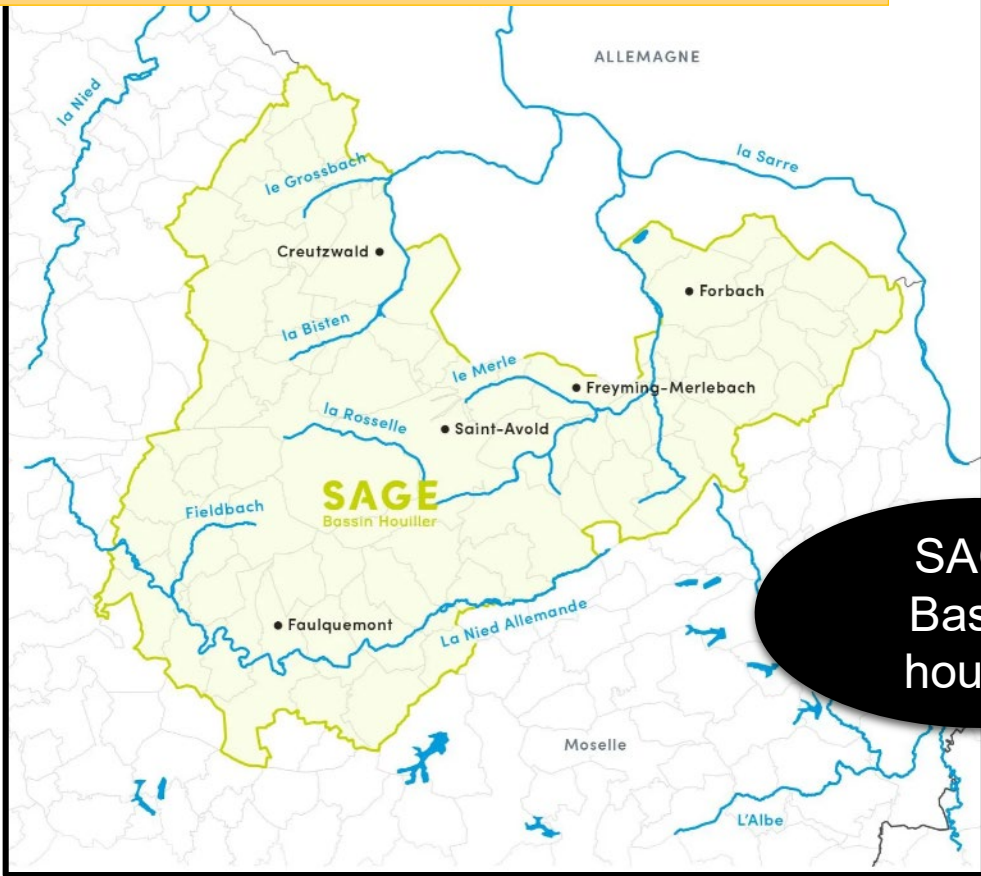 ALLEMAGNE
la Nied
la Sarre
le Grossbach
Creutzwald
Forbach
la Bisten
le Merle
Freyming-Merlebach
la Rosselle
Saint-Avold
SAGE
Bassin Houiller
Fieldbach
Faulquemont
La Nied Allemande
Moselle
L'Albe